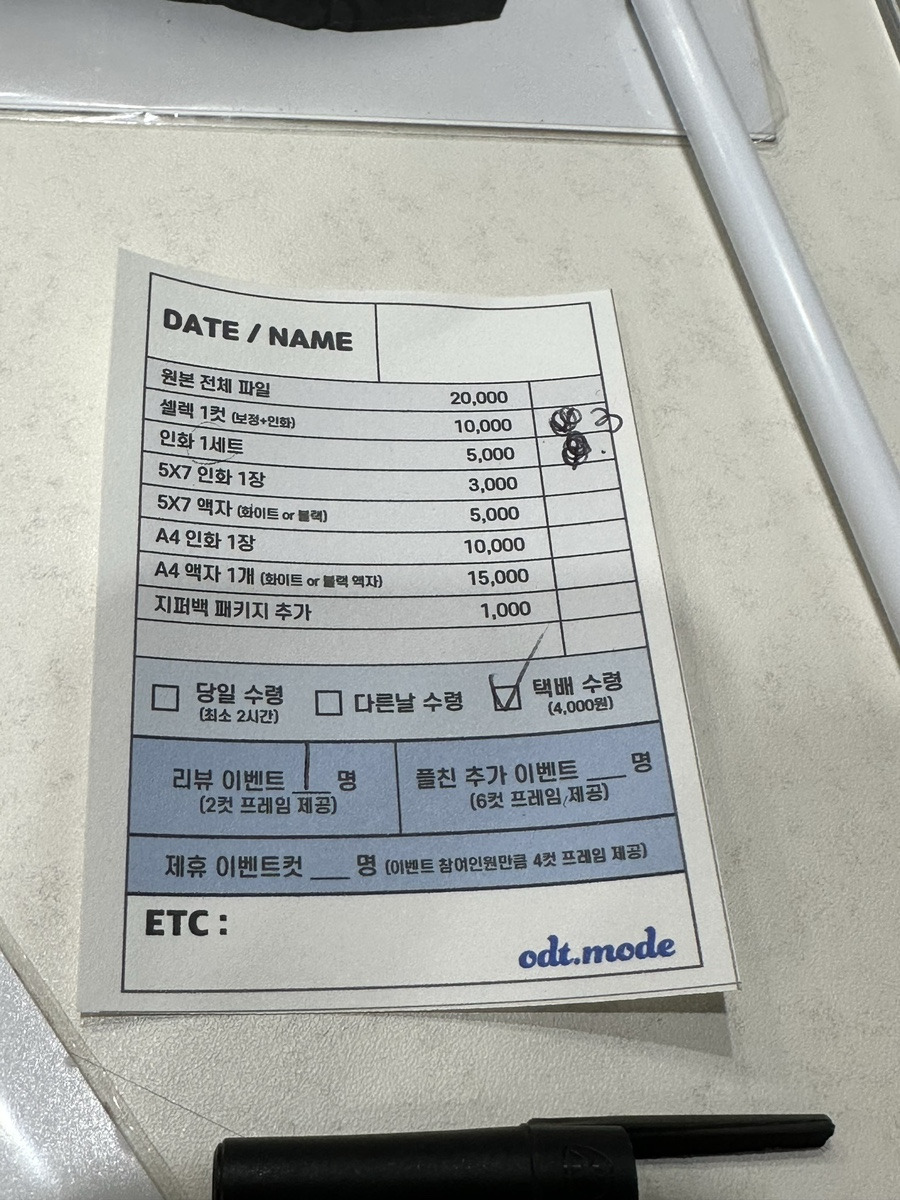 DATE / NAME
원본 전체 파일 20,000
셀렉 1컷 (보정+인화) 10,000 3
인화 1세트 5,000
5X7 인화 1장 3,000
5X7 액자 (화이트 or 블랙) 5,000
A4 인화 1장 10,000
A4 액자 1개 (화이트 or 블랙 액자) 15,000
지퍼백 패키지 추가 1,000
당일 수령 다른날 수령 택배 수령
(최소 2시간) (4,000원)
리뷰 이벤트 1 명 플친 추가 이벤트 ___ 명
(2컷 프레임 제공) (6컷 프레임 제공)
제휴 이벤트컷 ___ 명 (이벤트 참여인원만큼 4컷 프레임 제공)
ETC :
odt.mode